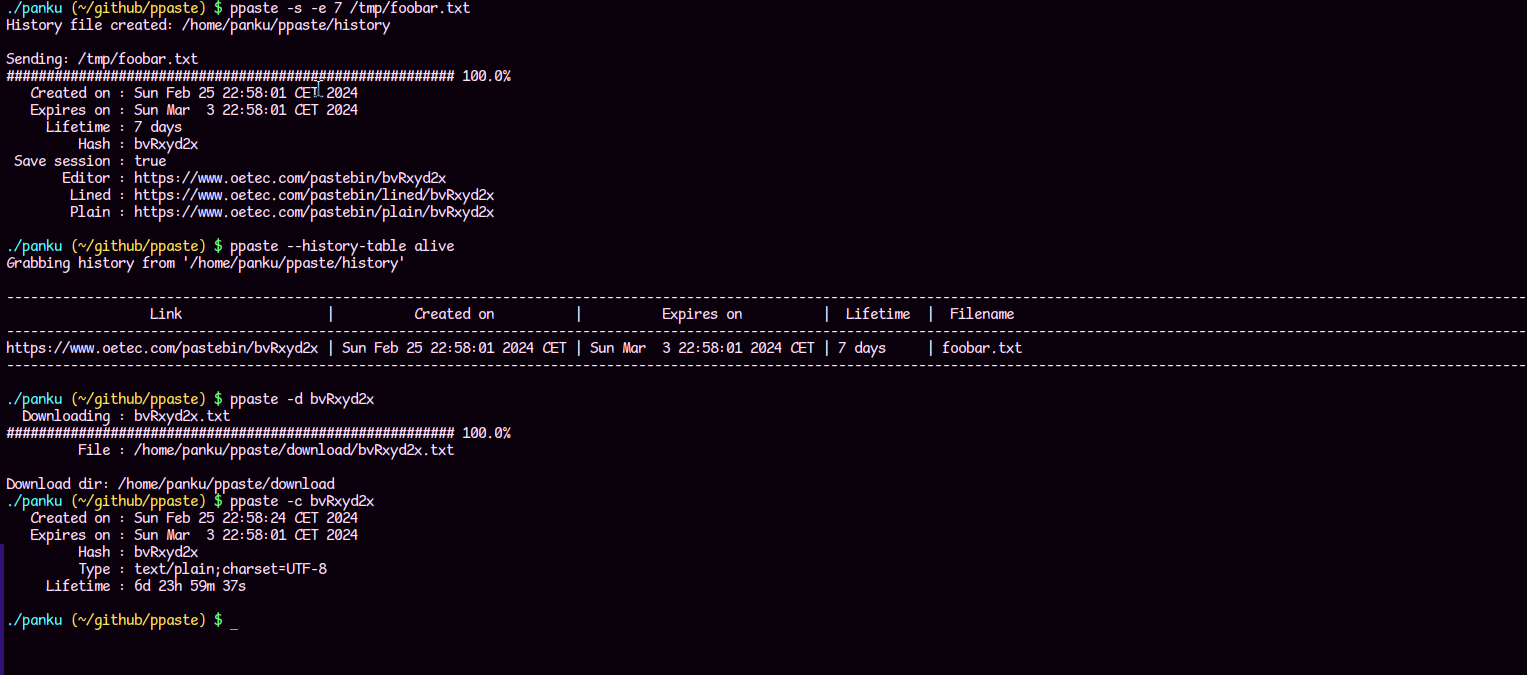 ./panku (~/github/ppaste) $ ppaste -s -e 7 /tmp/foobar.txt
History file created: /home/panku/ppaste/history
Sending: /tmp/foobar.txt
######################################################## 100.0%
Created on : Sun Feb 25 22:58:01 CET 2024
Expires on : Sun Mar  3 22:58:01 CET 2024
Lifetime : 7 days
Hash : bvRxyd2x
Save session : true
Editor : https://www.oetec.com/pastebin/bvRxyd2x
Lined : https://www.oetec.com/pastebin/lined/bvRxyd2x
Plain : https://www.oetec.com/pastebin/plain/bvRxyd2x
./panku (~/github/ppaste) $ ppaste --history-table alive
Grabbing history from '/home/panku/ppaste/history'
Link | Created on | Expires on | Lifetime | Filename
https://www.oetec.com/pastebin/bvRxyd2x | Sun Feb 25 22:58:01 2024 CET | Sun Mar  3 22:58:01 2024 CET | 7 days | foobar.txt
./panku (~/github/ppaste) $ ppaste -d bvRxyd2x
Downloading : bvRxyd2x.txt
######################################################## 100.0%
File : /home/panku/ppaste/download/bvRxyd2x.txt
Download dir: /home/panku/ppaste/download
./panku (~/github/ppaste) $ ppaste -c bvRxyd2x
Created on : Sun Feb 25 22:58:24 CET 2024
Expires on : Sun Mar  3 22:58:01 CET 2024
Hash : bvRxyd2x
Type : text/plain;charset=UTF-8
Lifetime : 6d 23h 59m 37s
./panku (~/github/ppaste) $ _